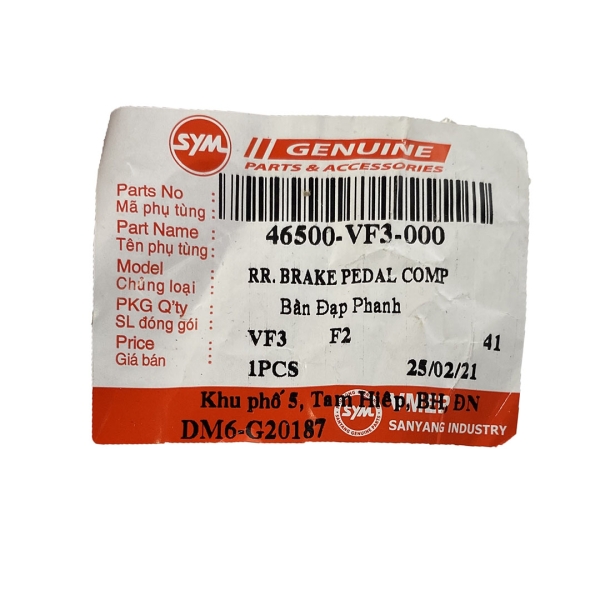 SYM
GENUINE
PARTS & ACCESSORIES
Parts No :
Mã phụ tùng :
46500-VF3-000
Part Name :
Tên phụ tùng :
RR. BRAKE PEDAL COMP
Model :
Chủng loại :
Bàn Đạp Phanh
PKG Q'ty :
SL đóng gói :
VF3 F2 41
Price :
Giá bán :
1PCS 25/02/21
Khu phố 5, Tam Hiệp, BH, ĐN
DM6-G20187
SYM
VMEP
SANYANG INDUSTRY